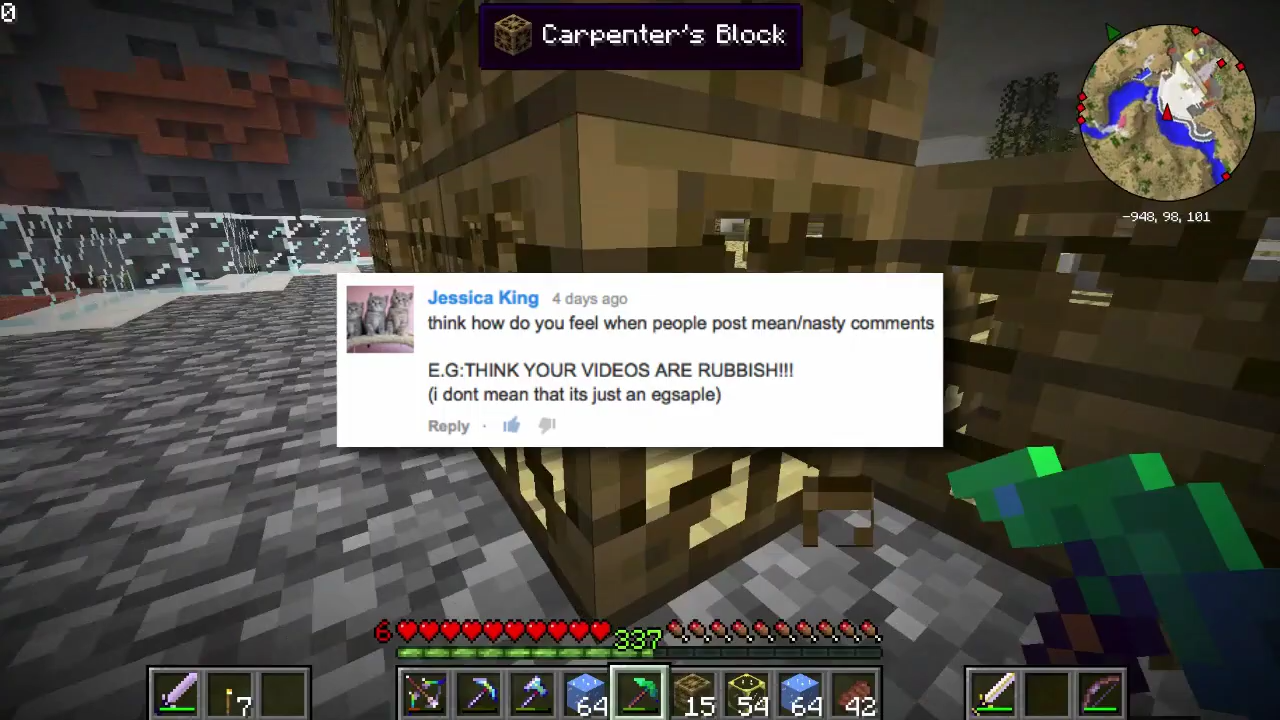 0
Carpenter's Block
-948, 98, 101
Jessica King 4 days ago
think how do you feel when people post mean/nasty comments
E.G:THINK YOUR VIDEOS ARE RUBBISH!!!
(i dont mean that its just an egsaple)
Reply ·
6 337
7 64 15 54 64 42